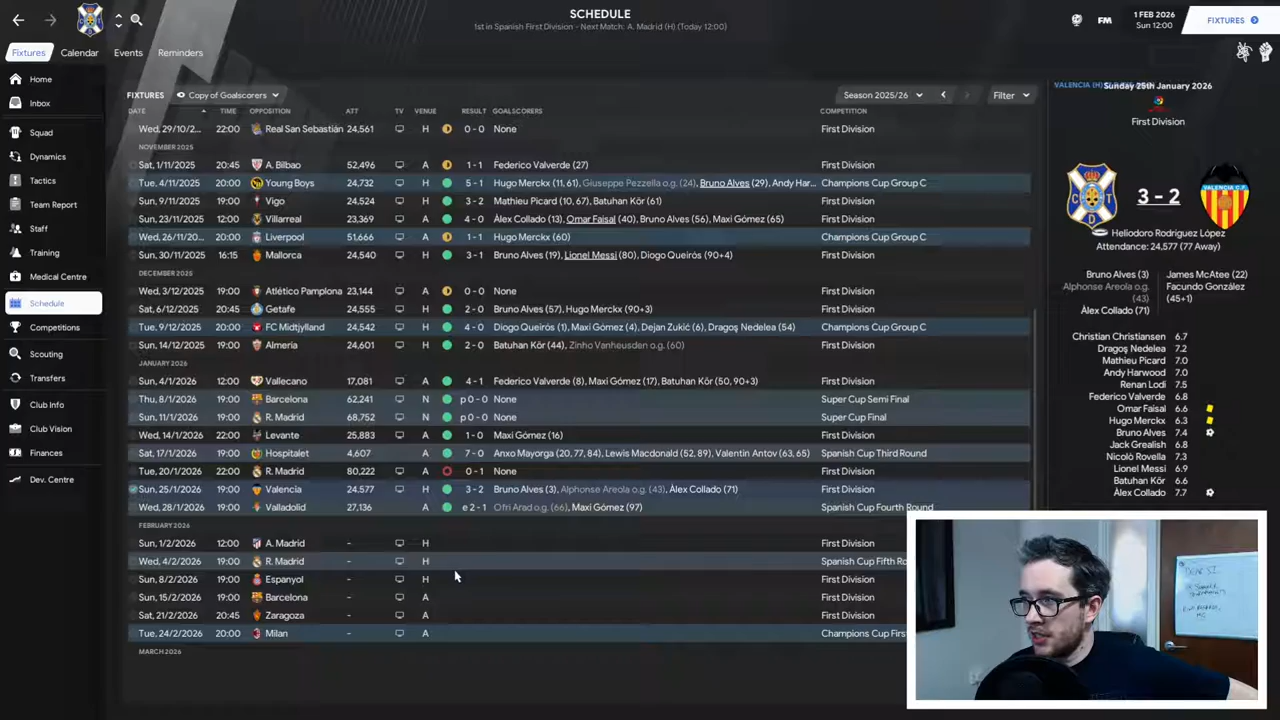 SCHEDULE
1st in Spanish First Division - Next Match: A. Madrid (H) (Today 12:00)
FM
1 FEB 2026
Sun 12:00
FIXTURES
Fixtures
Calendar
Events
Reminders
Home
Inbox
Squad
Dynamics
Tactics
Team Report
Staff
Training
Medical Centre
Schedule
Competitions
Scouting
Transfers
Club Info
Club Vision
Finances
Dev. Centre
FIXTURES Copy of Goalscorers Season 2025/26 Filter
DATE TIME OPPOSITION ATT TV VENUE RESULT GOALSCORERS COMPETITION
Wed, 29/10/2... 22:00 Real San Sebastián 24,561 H 0-0 None First Division
NOVEMBER 2025
Sat, 1/11/2025 20:45 A. Bilbao 52,496 A 1-1 Federico Valverde (27) First Division
Tue, 4/11/2025 20:00 Young Boys 24,731 H 5-1 Hugo Merckx (11, 61), Giuseppe Pezzella o.g. (24), Bruno Alves (29), Andy Har... Champions Cup Group C
Sun, 9/11/2025 19:00 Vigo 24,567 H First Division
Sun, 23/11/2025 12:00 Villarreal 23,369 A 4-0 Àlex Collado (13), Omar Faisal (40), Bruno Alves (56), Maxi Gómez (65) First Division
Wed, 26/11/20... 20:00 Liverpool 51,666 A 1-1 Hugo Merckx (60) Champions Cup Group C
Sun, 30/11/2025 16:15 Mallorca 24,540 H 3-1 Bruno Alves (19), Lionel Messi (80), Diogo Queirós (90+4) First Division
DECEMBER 2025
Wed, 3/12/2025 19:00 Atlético Pamplona 23,144 A 0-0 None First Division
Sat, 6/12/2025 20:45 Getafe 24,555 H Bruno Alves (57), Hugo Merckx (90+3) First Division
Tue, 9/12/2025 20:00 FC Midtjylland 24,542 H 4-0 Diogo Queirós (1), Maxi Gómez (4), Dejan Zukić (6), Dragoş Nedelea (54) Champions Cup Group C
Sun, 14/12/2025 19:00 Almeria 24,601 H 2-0 Batuhan Kör (44), Zinho Vanheusden o.g. (60) First Division
JANUARY 2026
Sun, 4/1/2026 12:00 Vallecano 17,081 A 4-1 Federico Valverde (8), Maxi Gómez (17), Batuhan Kör (50, 90+3) First Division
Thu, 8/1/2026 19:00 Barcelona 62,241 N p 0-0 None Super Cup Semi Final
Sun, 11/1/2026 19:00 R. Madrid 68,752 N p 0-0 None Super Cup Final
Wed, 14/1/2026 22:00 Levante 25,883 A 1-0 Maxi Gómez (16) First Division
Sat, 17/1/2026 19:00 Hospitalet 4,607 A 7-0 Anxo Mayorga (20, 77, 84), Lewis Macdonald (52, 89), Valentin Antov (63, 65) Spanish Cup Third Round
Tue, 20/1/2026 22:00 R. Madrid 80,222 A 0-1 None First Division
Sun, 25/1/2026 19:00 Valencia 24,577 H 3-2 Bruno Alves (3), Alphonse Areola o.g. (43), Àlex Collado (71) First Division
Wed, 28/1/2026 19:00 Valladolid 27,136 A e 2-1 Ofri Arad o.g. (66), Maxi Gómez (97) Spanish Cup Fourth Round
FEBRUARY 2026
Sun, 1/2/2026 12:00 A. Madrid - H First Division
Wed, 4/2/2026 19:00 R. Madrid - H Spanish Cup Fifth Ro
Sun, 8/2/2026 19:00 Espanyol - H First Division
Sun, 15/2/2026 19:00 Barcelona - A First Division
Sat, 21/2/2026 20:45 Zaragoza - A First Division
Tue, 24/2/2026 20:00 Milan - A Champions Cup Firs
MARCH 2026
VALENCIA (H)
Sunday 25th January 2026
First Division
3 - 2
VALENCIA C.F.
Heliodoro Rodríguez López
Attendance: 24,577 (77 Away)
Bruno Alves (3)
Alphonse Areola o.g. (43)
Àlex Collado (71)
James McAtee (22)
Facundo González (45+1)
Christian Christiansen 6.7
Dragoş Nedelea 7.2
Mathieu Picard 7.0
Andy Harwood 7.0
Renan Lodi 7.5
Federico Valverde 6.8
Omar Faisal 6.6
Hugo Merckx 6.3
Bruno Alves 7.4
Jack Grealish 6.8
Nicolò Rovella 7.3
Lionel Messi 6.9
Batuhan Kör 6.6
Àlex Collado 7.7
DEAR SI